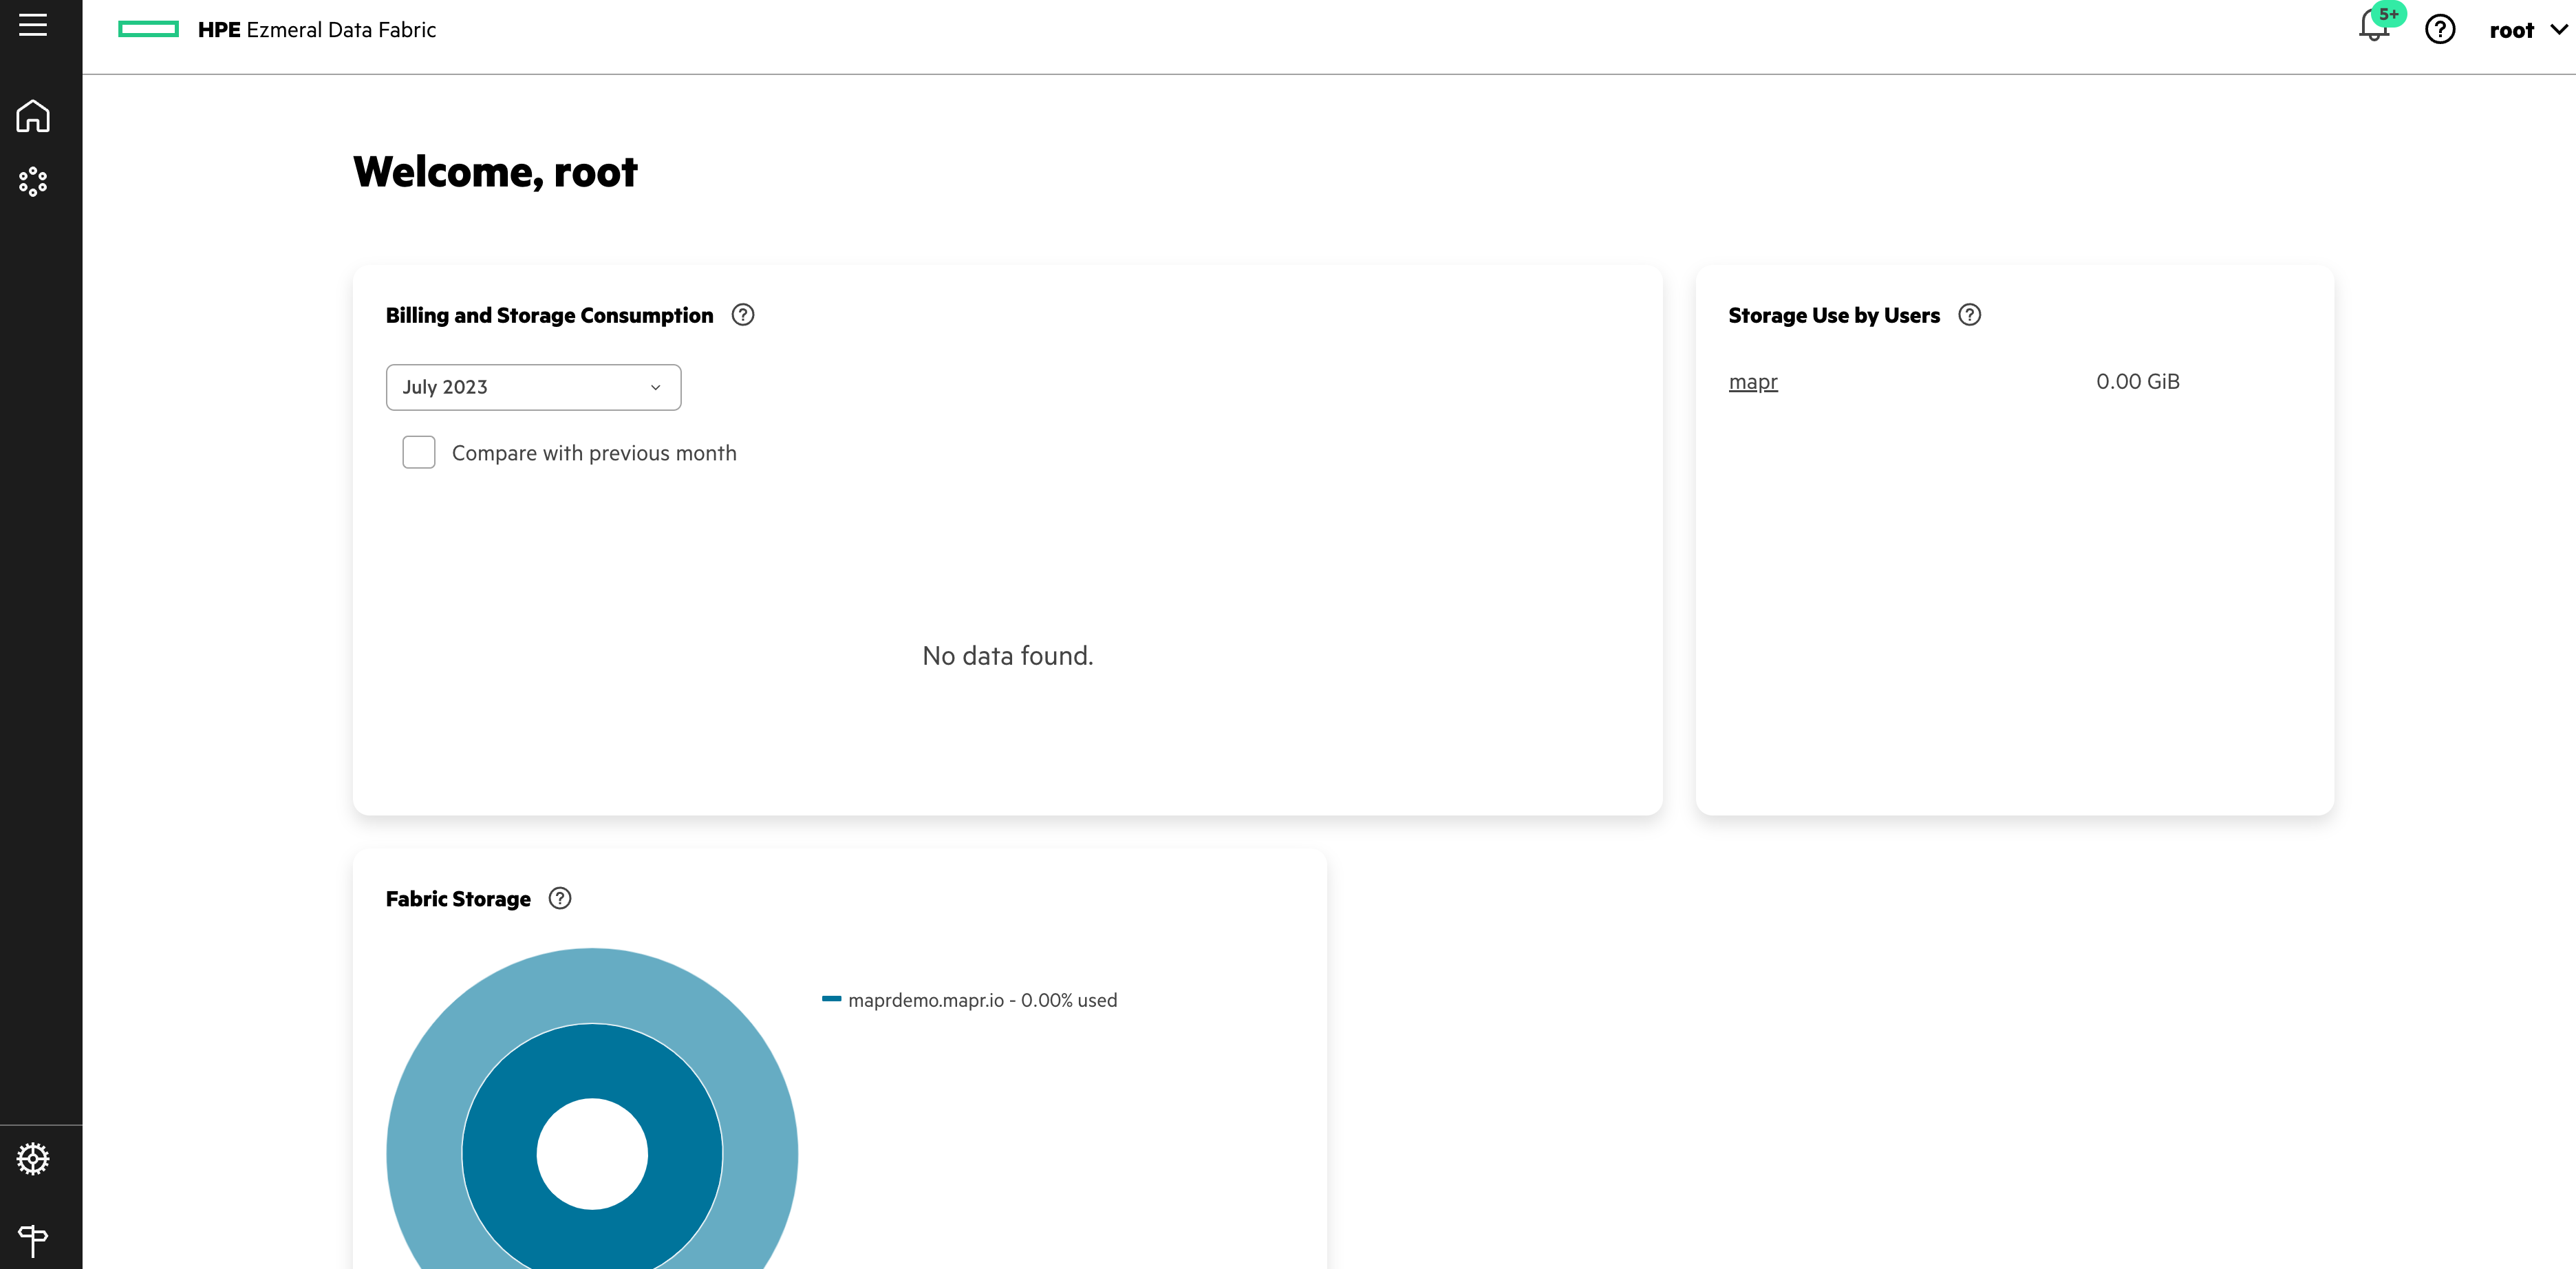 HPE Ezmeral Data Fabric
5+
root
Welcome, root
Billing and Storage Consumption
July 2023
Compare with previous month
No data found.
Storage Use by Users
mapr 0.00 GiB
Fabric Storage
maprdemo.mapr.io - 0.00% used